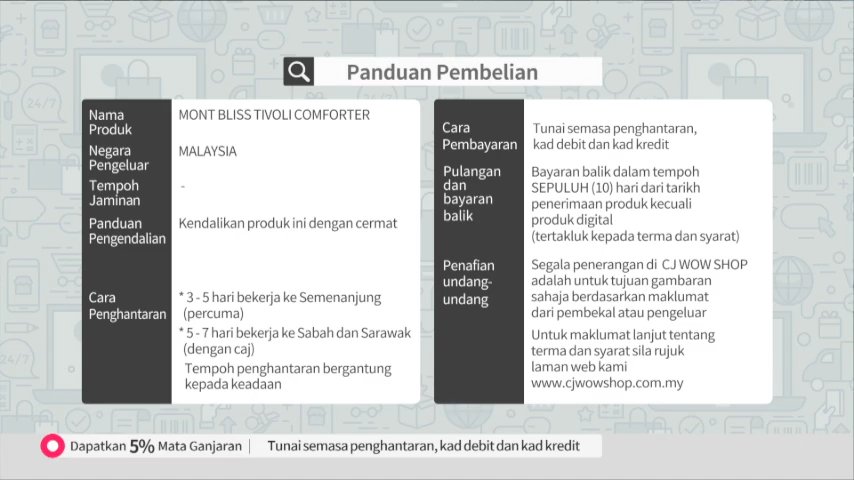 Panduan Pembelian
Nama
Produk
MONT BLISS TIVOLI COMFORTER
Negara
Pengeluar
MALAYSIA
Tempoh
Jaminan
-
Panduan
Pengendalian
Kendalikan produk ini dengan cermat
Cara
Penghantaran
* 3 - 5 hari bekerja ke Semenanjung
(percuma)
* 5 - 7 hari bekerja ke Sabah dan Sarawak
(dengan caj)
Tempoh penghantaran bergantung
kepada keadaan
Cara
Pembayaran
Tunai semasa penghantaran,
kad debit dan kad kredit
Pulangan
dan
bayaran
balik
Bayaran balik dalam tempoh
SEPULUH (10) hari dari tarikh
penerimaan produk kecuali
produk digital
(tertakluk kepada terma dan syarat)
Penafian
undang-
undang
Segala penerangan di CJ WOW SHOP
adalah untuk tujuan gambaran
sahaja berdasarkan maklumat
dari pembekal atau pengeluar
Untuk maklumat lanjut tentang
terma dan syarat sila rujuk
laman web kami
www.cjwowshop.com.my
Dapatkan 5% Mata Ganjaran | Tunai semasa penghantaran, kad debit dan kad kredit